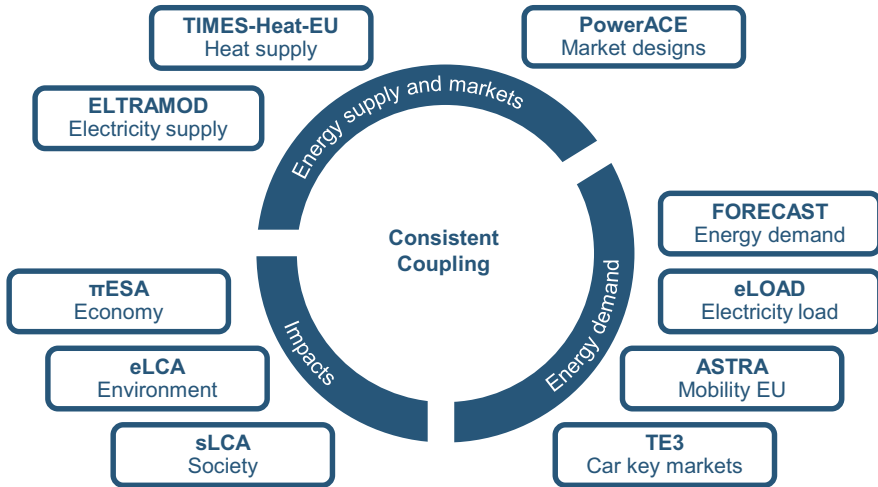 TIMES-Heat-EU
Heat supply
PowerACE
Market designs
ELTRAMOD
Electricity supply
Energy supply and markets
FORECAST
Energy demand
Consistent
Coupling
πESA
Economy
eLOAD
Electricity load
Impacts
Energy demand
eLCA
Environment
ASTRA
Mobility EU
sLCA
Society
TE3
Car key markets